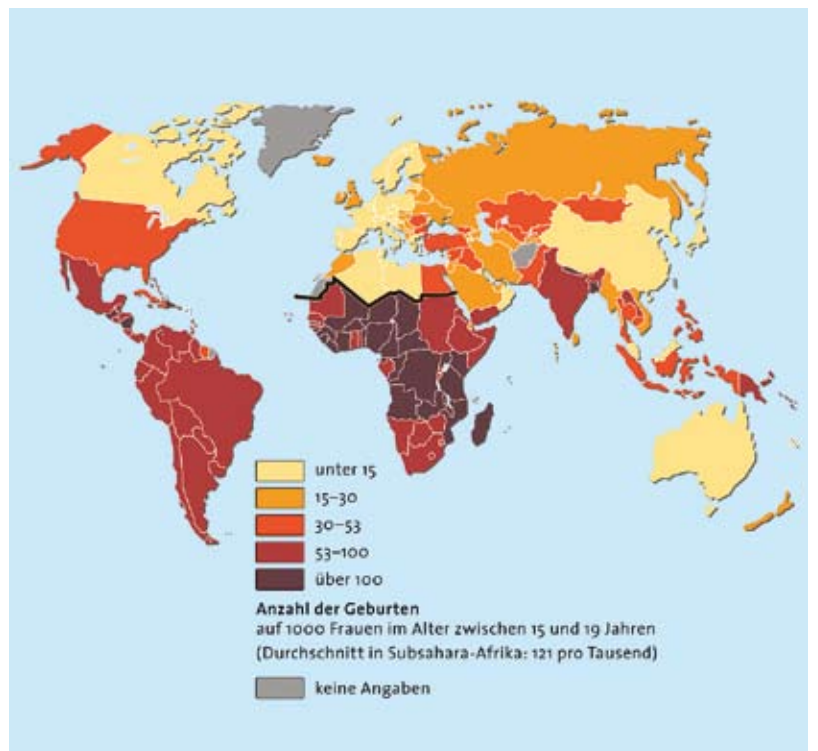 unter 15
15–30
30–53
53–100
über 100
Anzahl der Geburten
auf 1000 Frauen im Alter zwischen 15 und 19 Jahren
(Durchschnitt in Subsahara-Afrika: 121 pro Tausend)
keine Angaben